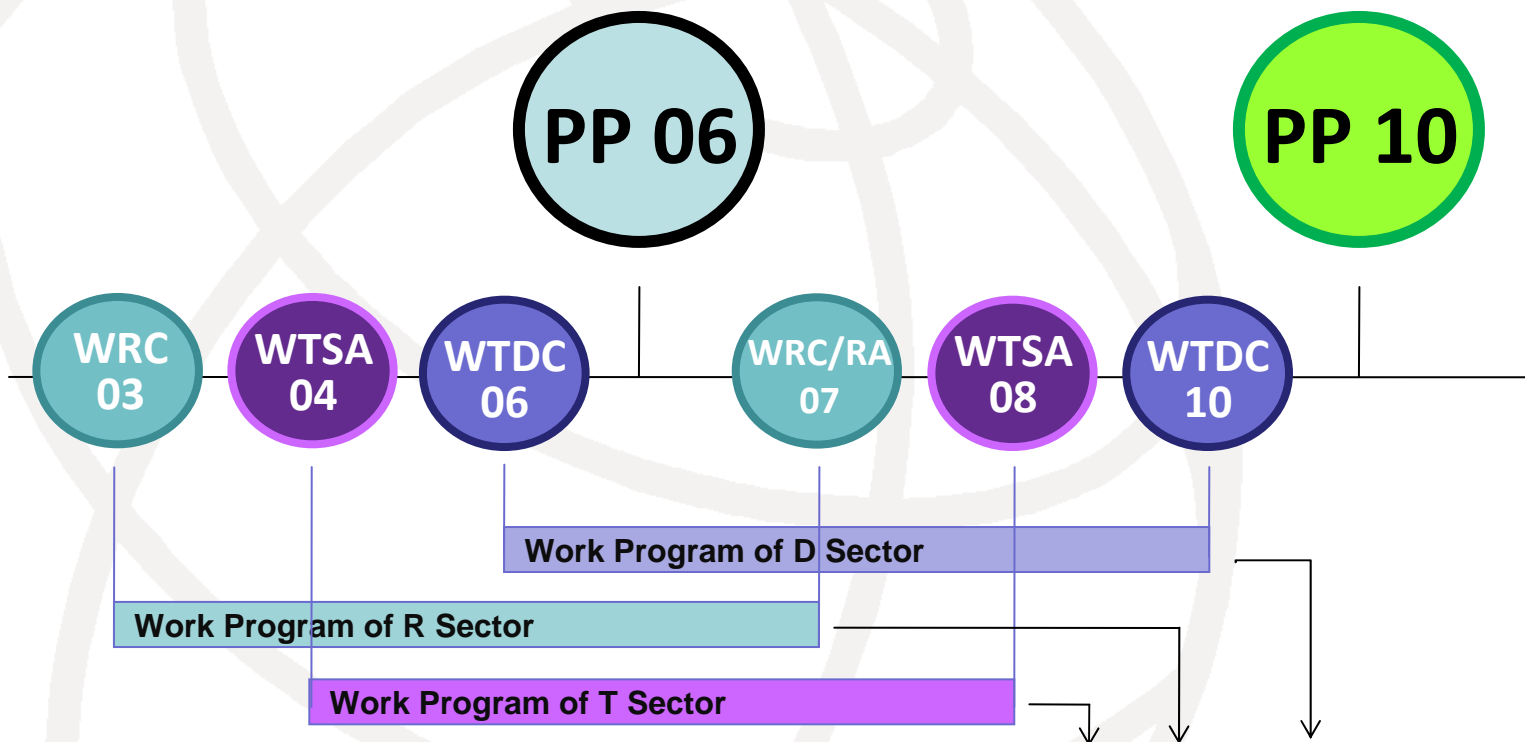 PP 06
PP 10
WRC
03
WTSA
04
WTDC
06
WRC/RA
07
WTSA
08
WTDC
10
Work Program of D Sector
Work Program of R Sector
Work Program of T Sector